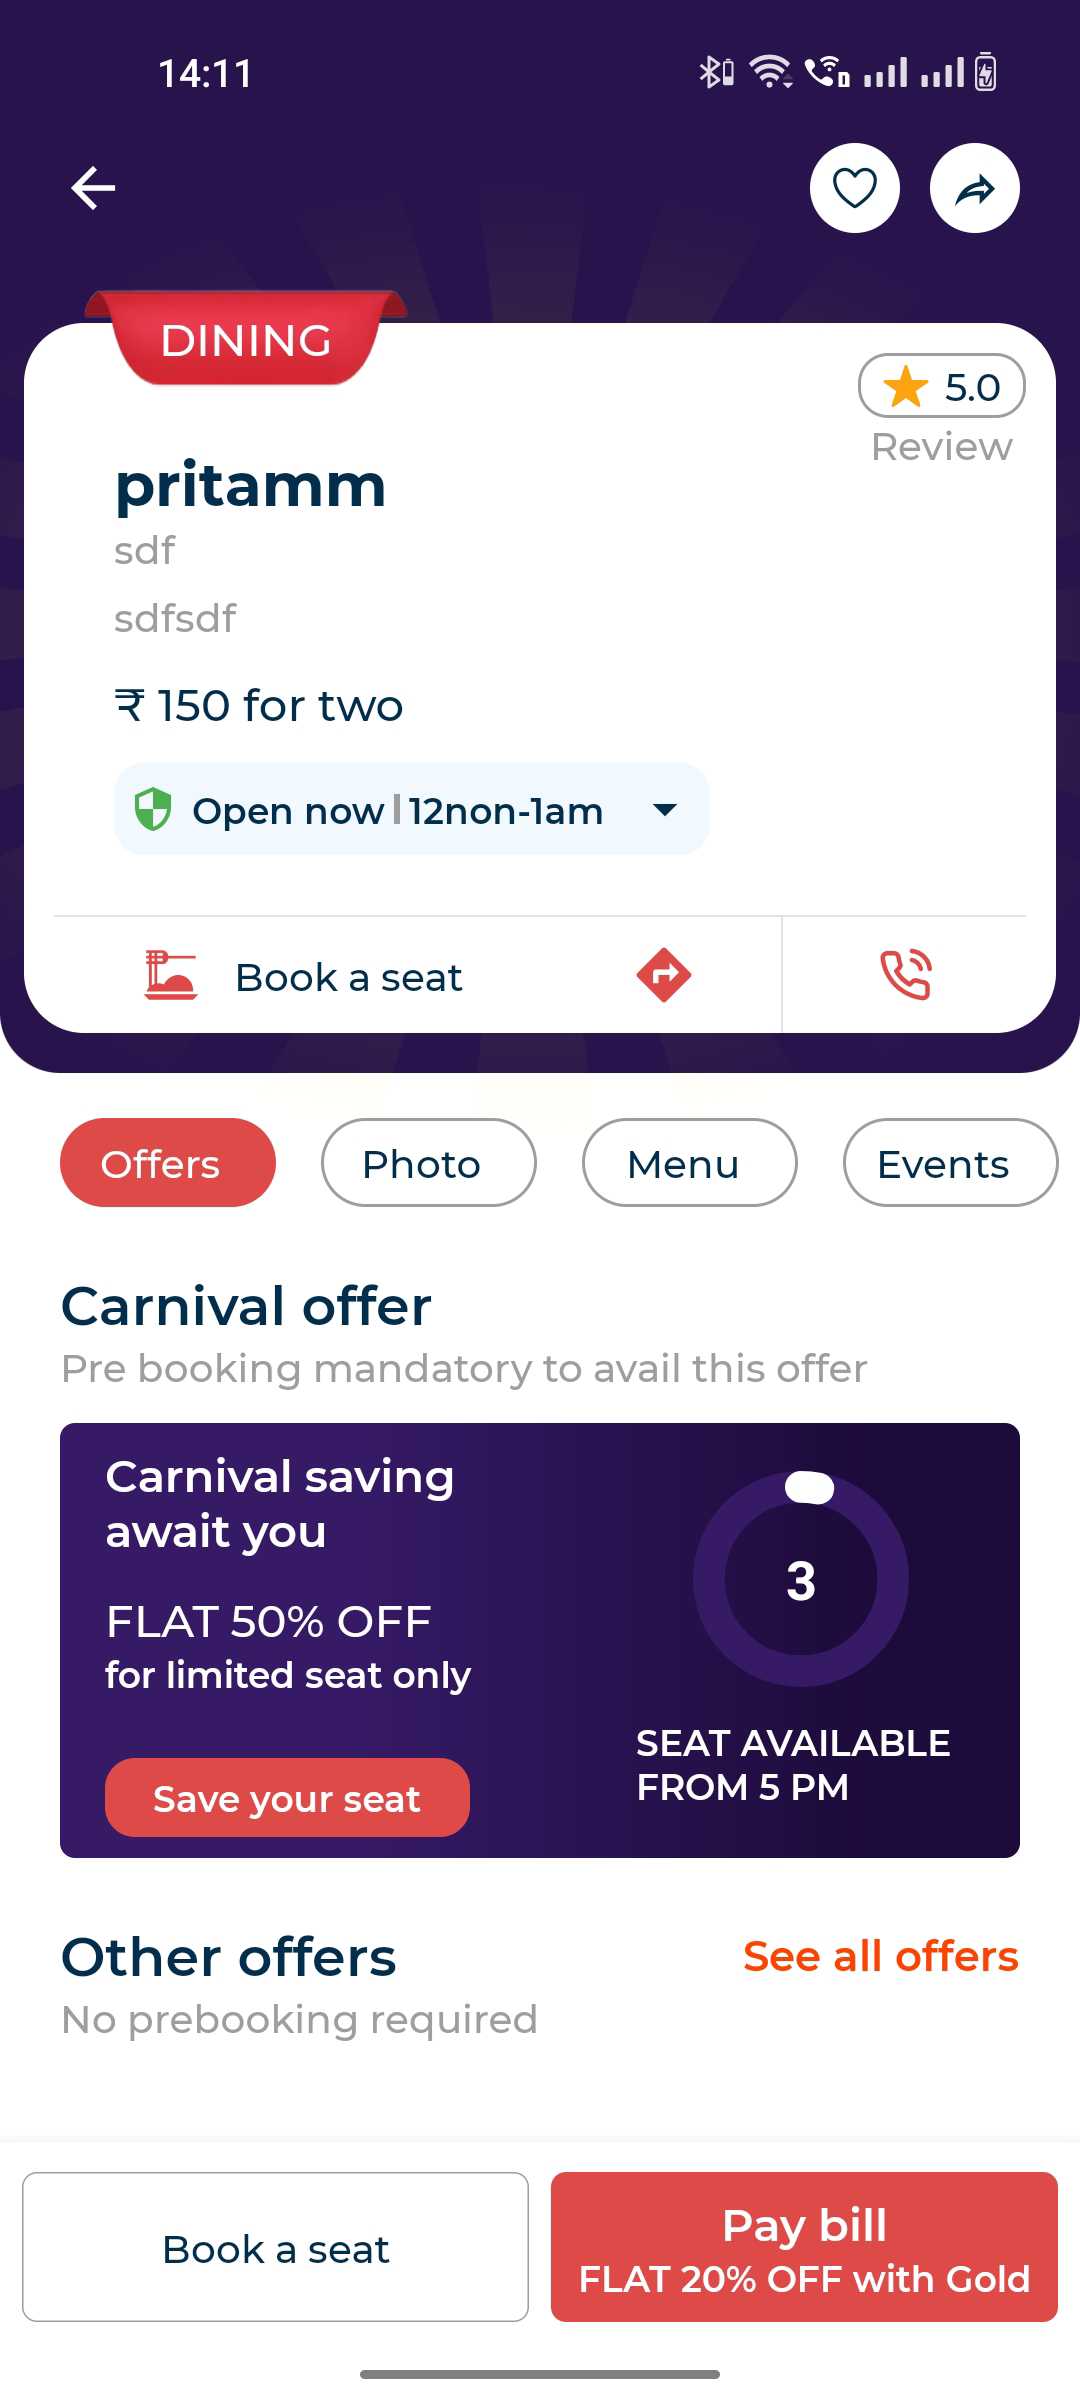 14:11
DINING
5.0
Review
pritamm
sdf
sdfsdf
₹ 150 for two
Open now | 12non-1am
Book a seat
Offers
Photo
Menu
Events
Carnival offer
Pre booking mandatory to avail this offer
Carnival saving
await you
FLAT 50% OFF
for limited seat only
Save your seat
3
SEAT AVAILABLE
FROM 5 PM
Other offers
See all offers
No prebooking required
Book a seat
Pay bill
FLAT 20% OFF with Gold